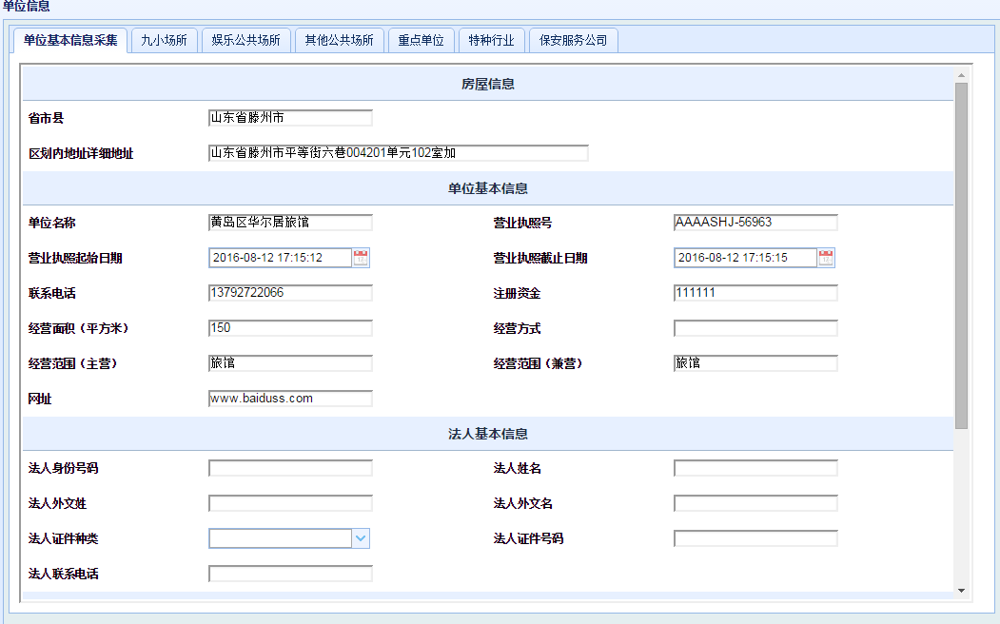 单位信息
单位基本信息采集 九小场所 娱乐公共场所 其他公共场所 重点单位 特种行业 保安服务公司
房屋信息
省市县 山东省滕州市
区划内地址详细地址 山东省滕州市平等街六巷004201单元102室加
单位基本信息
单位名称 黄岛区华尔居旅馆 营业执照号 AAAASHJ-56963
营业执照起始日期 2016-08-12 17:15:12 营业执照截止日期 2016-08-12 17:15:15
联系电话 13792722066 注册资金 111111
经营面积（平方米） 150 经营方式
经营范围（主营） 旅馆 经营范围（兼营） 旅馆
网址 www.baiduss.com
法人基本信息
法人身份号码 法人姓名
法人外文姓 法人外文名
法人证件种类 法人证件号码
法人联系电话